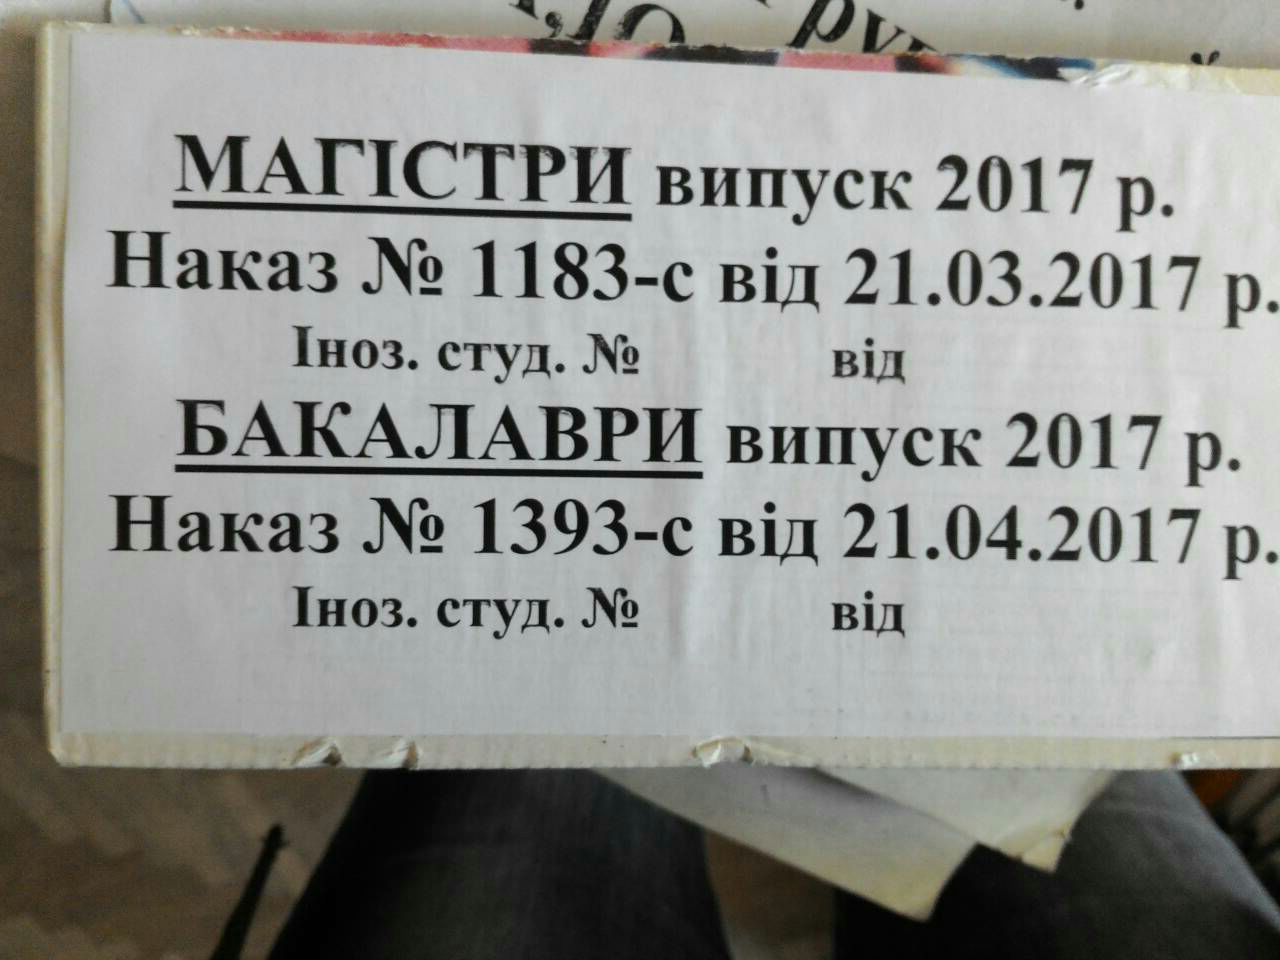 МАГІСТРИ випуск 2017 р.
Наказ № 1183-с від 21.03.2017 р.
Іноз. студ. № від
БАКАЛАВРИ випуск 2017 р.
Наказ № 1393-с від 21.04.2017 р.
Іноз. студ. № від